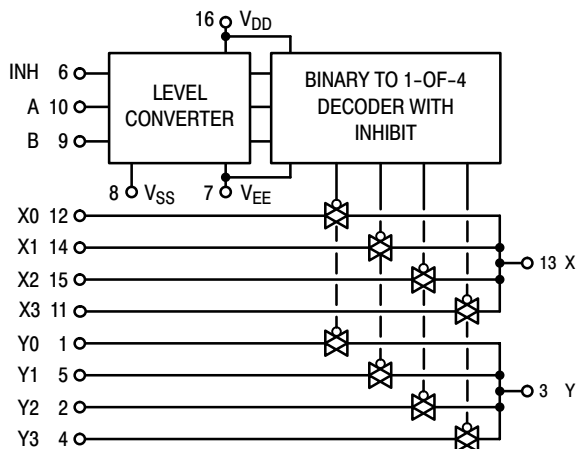 16 VDD
INH 6
A 10
B 9
LEVEL
CONVERTER
BINARY TO 1-OF-4
DECODER WITH
INHIBIT
8 VSS
7 VEE
X0 12
X1 14
X2 15
X3 11
13 X
Y0 1
Y1 5
Y2 2
Y3 4
3 Y